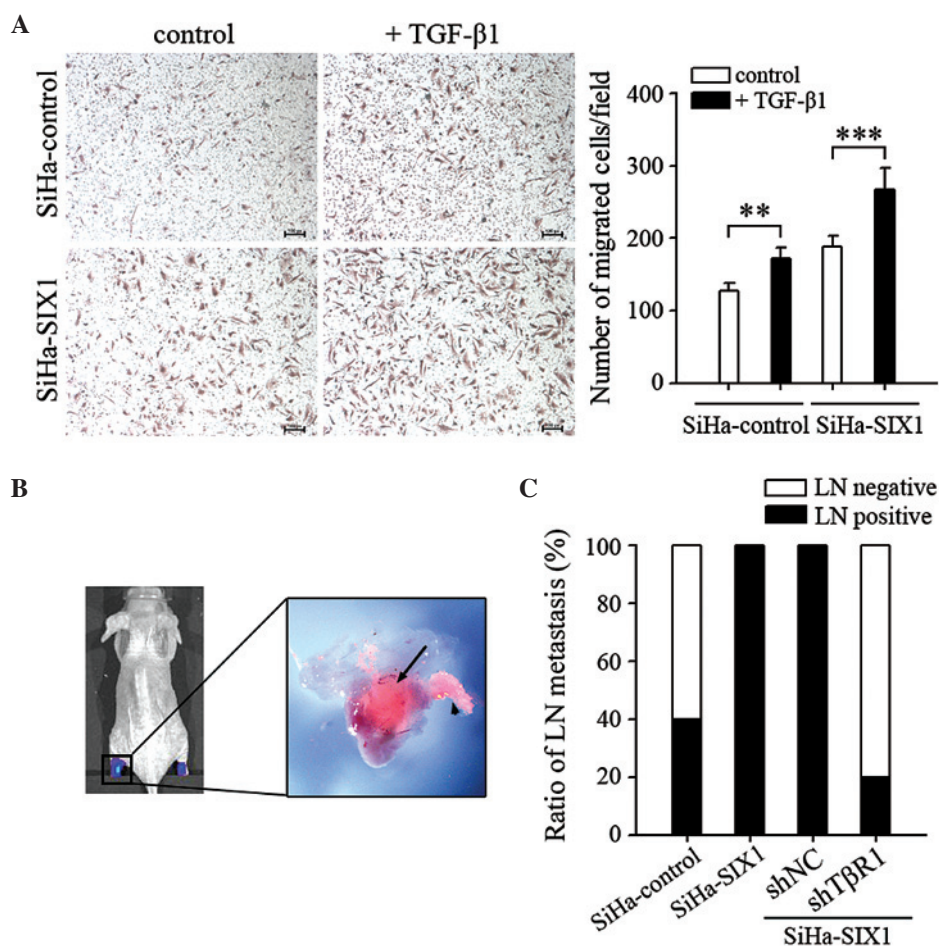 A
control
+ TGF-β1
SiHa-control
SiHa-SIX1
control
+ TGF-β1
Number of migrated cells/field
400
300
200
100
0
**
***
SiHa-control SiHa-SIX1
B
C
LN negative
LN positive
Ratio of LN metastasis (%)
100
80
60
40
20
0
SiHa-control
SiHa-SIX1
shNC
shTβR1
SiHa-SIX1